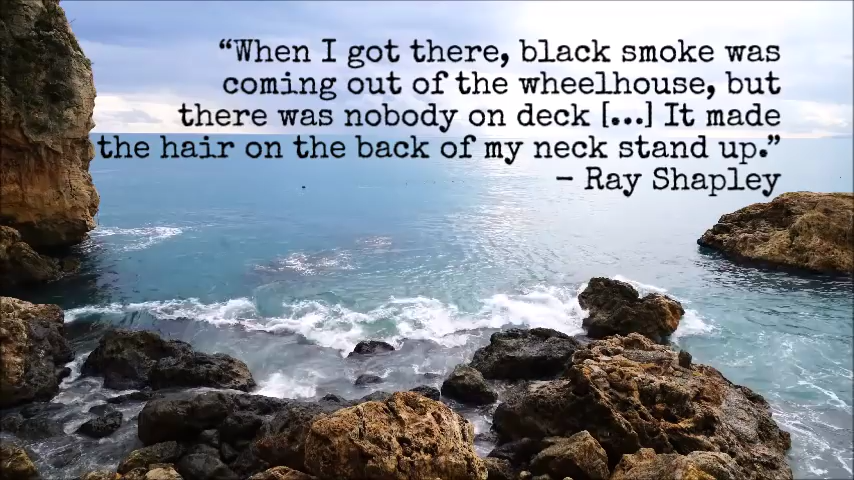 “When I got there, black smoke was
coming out of the wheelhouse, but
there was nobody on deck […] It made
the hair on the back of my neck stand up.”
– Ray Shapley